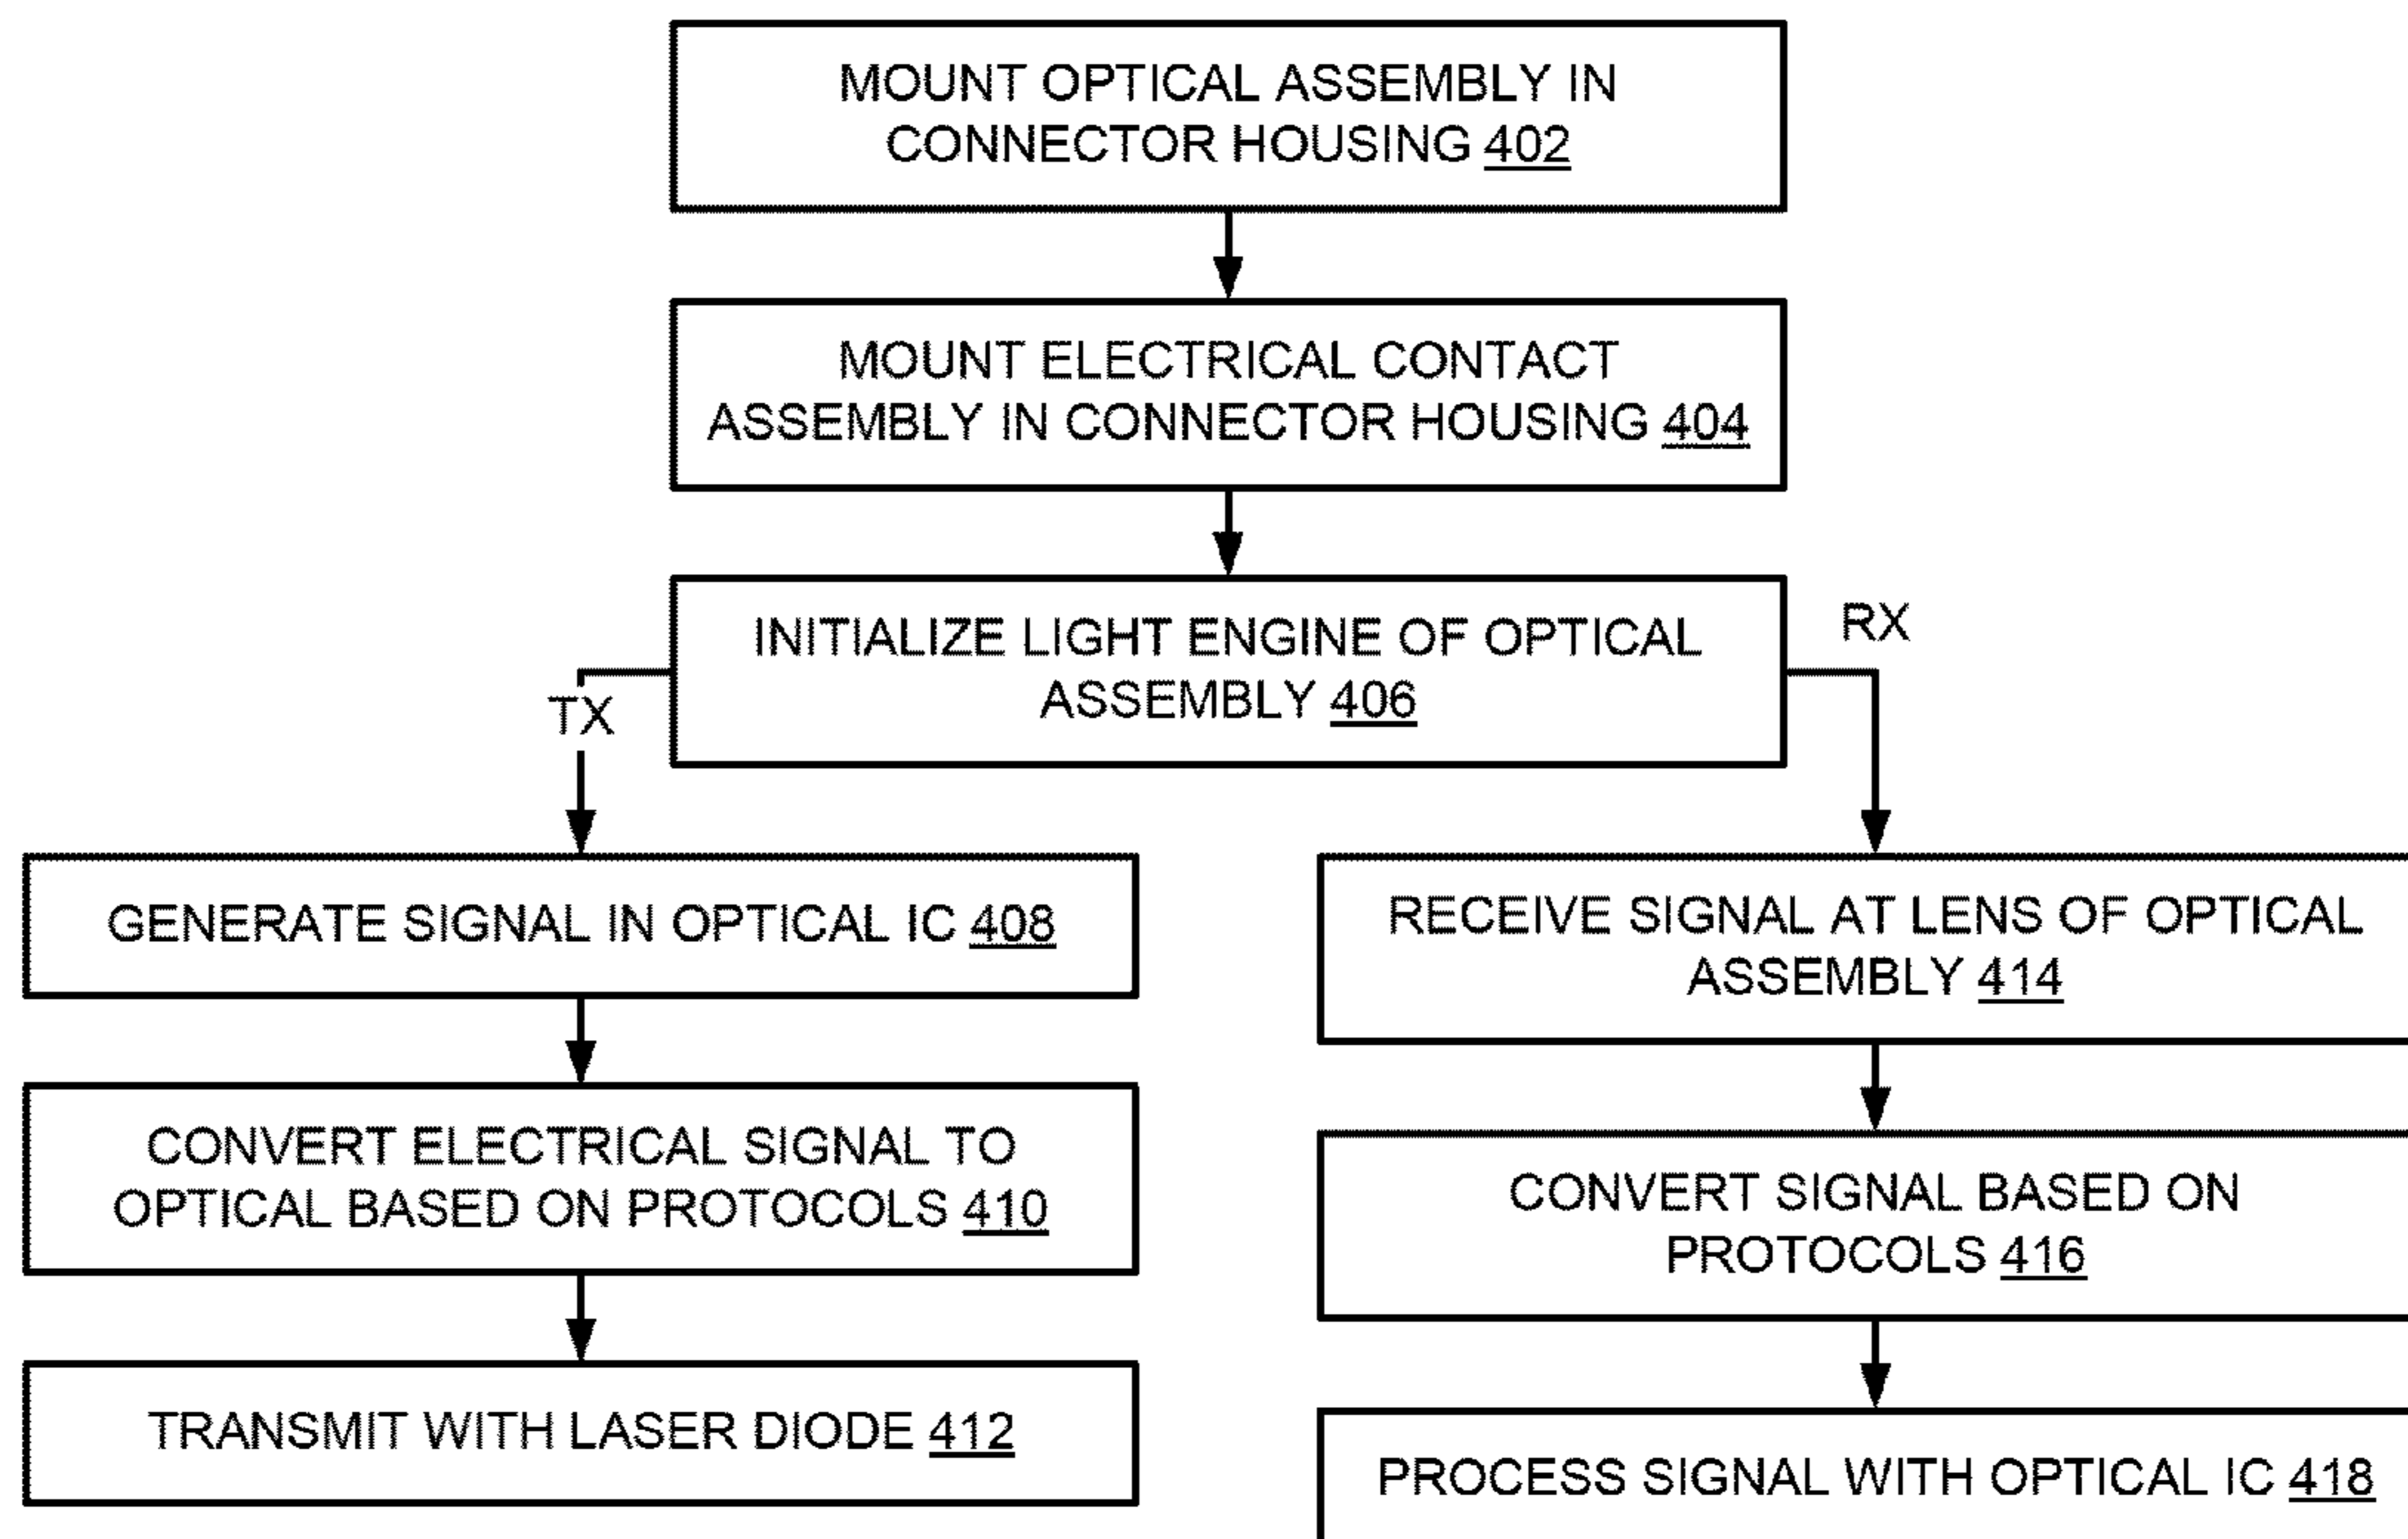 MOUNT OPTICAL ASSEMBLY IN
CONNECTOR HOUSING 402
MOUNT ELECTRICAL CONTACT
ASSEMBLY IN CONNECTOR HOUSING 404
INITIALIZE LIGHT ENGINE OF OPTICAL
ASSEMBLY 406
TX
RX
GENERATE SIGNAL IN OPTICAL IC 408
CONVERT ELECTRICAL SIGNAL TO
OPTICAL BASED ON PROTOCOLS 410
TRANSMIT WITH LASER DIODE 412
RECEIVE SIGNAL AT LENS OF OPTICAL
ASSEMBLY 414
CONVERT SIGNAL BASED ON
PROTOCOLS 416
PROCESS SIGNAL WITH OPTICAL IC 418